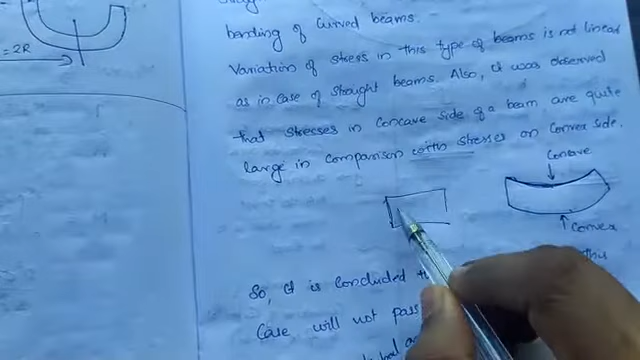 = 2R
bending of curved beams.
Variation of stress in this type of beams is not linear
as in case of straight beams. Also, it was observed
that stresses in concave side of a beam are quite
large in comparison with stresses on convex side.
Concave
Convex
So, it is concluded
Case will not pass